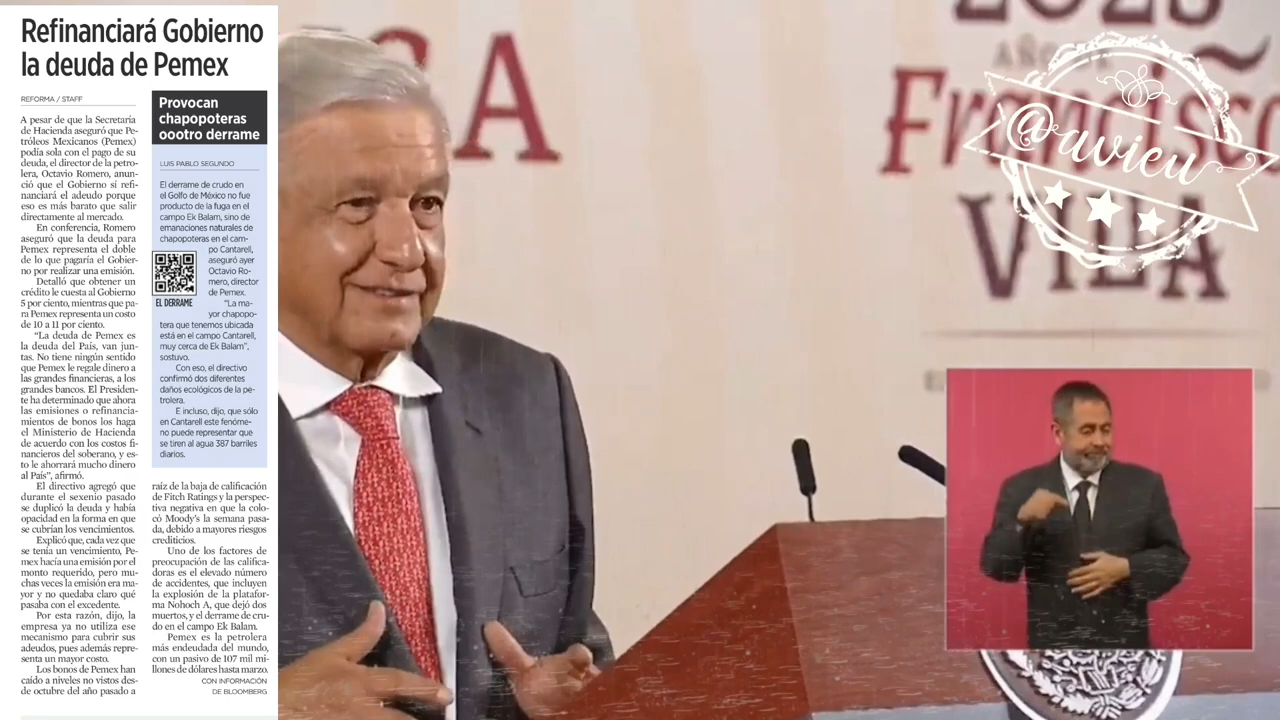 Refinanciará Gobierno
la deuda de Pemex
REFORMA / STAFF
A pesar de que la Secretaría
de Hacienda aseguró que Pe-
tróleos Mexicanos (Pemex)
podía sola con el pago de su
deuda, el director de la petro-
lera, Octavio Romero, anun-
ció que el Gobierno sí refi-
nanciará el adeudo porque
eso es más barato que salir
directamente al mercado.
En conferencia, Romero
aseguró que la deuda para
Pemex representa el doble
de lo que pagaría el Gobier-
no por realizar una emisión.
Detalló que obtener un
crédito le cuesta al Gobierno
5 por ciento, mientras que pa-
ra Pemex representa un costo
de 10 a 11 por ciento.
“La deuda de Pemex es
la deuda del País, van jun-
tas. No tiene ningún sentido
que Pemex le regale dinero a
las grandes financieras, a los
grandes bancos. El Presiden-
te ha determinado que ahora
las emisiones o refinancia-
mientos de bonos los haga
el Ministerio de Hacienda
de acuerdo con los costos fi-
nancieros del soberano, y es-
to le ahorrará mucho dinero
al País”, afirmó.
El directivo agregó que
durante el sexenio pasado
se duplicó la deuda y había
opacidad en la forma en que
se cubrían los vencimientos.
Explicó que, cada vez que
se tenía un vencimiento, Pe-
mex hacía una emisión por el
monto requerido, pero mu-
chas veces la emisión era ma-
yor y no quedaba claro qué
pasaba con el excedente.
Por esta razón, dijo, la
empresa ya no utiliza ese
mecanismo para cubrir sus
adeudos, pues además repre-
senta un mayor costo.
Los bonos de Pemex han
caído a niveles no vistos des-
de octubre del año pasado a
Provocan
chapopoteras
oootro derrame
LUIS PABLO SEGUNDO
El derrame de crudo en
el Golfo de México no fue
producto de la fuga en el
campo Ek Balam, sino de
emanaciones naturales de
chapopoteras en el cam-
po Cantarell,
aseguró ayer
Octavio Ro-
mero, director
de Pemex.
“La ma-
yor chapopo-
tera que tenemos ubicada
está en el campo Cantarell,
muy cerca de Ek Balam”,
sostuvo.
Con eso, el directivo
confirmó dos diferentes
daños ecológicos de la pe-
trolera.
E incluso, dijo, que sólo
en Cantarell este fenóme-
no puede representar que
se tiren al agua 387 barriles
diarios.
EL DERRAME
raíz de la baja de calificación
de Fitch Ratings y la perspec-
tiva negativa en que la colo-
có Moody's la semana pasa-
da, debido a mayores riesgos
crediticios.
Uno de los factores de
preocupación de las califica-
doras es el elevado número
de accidentes, que incluyen
la explosión de la platafor-
ma Nohoch A, que dejó dos
muertos, y el derrame de cru-
do en el campo Ek Balam.
Pemex es la petrolera
más endeudada del mundo,
con un pasivo de 107 mil mi-
llones de dólares hasta marzo.
CON INFORMACIÓN
DE BLOOMBERG
2023
AÑO DE
Francisco
VILLA
@avieu